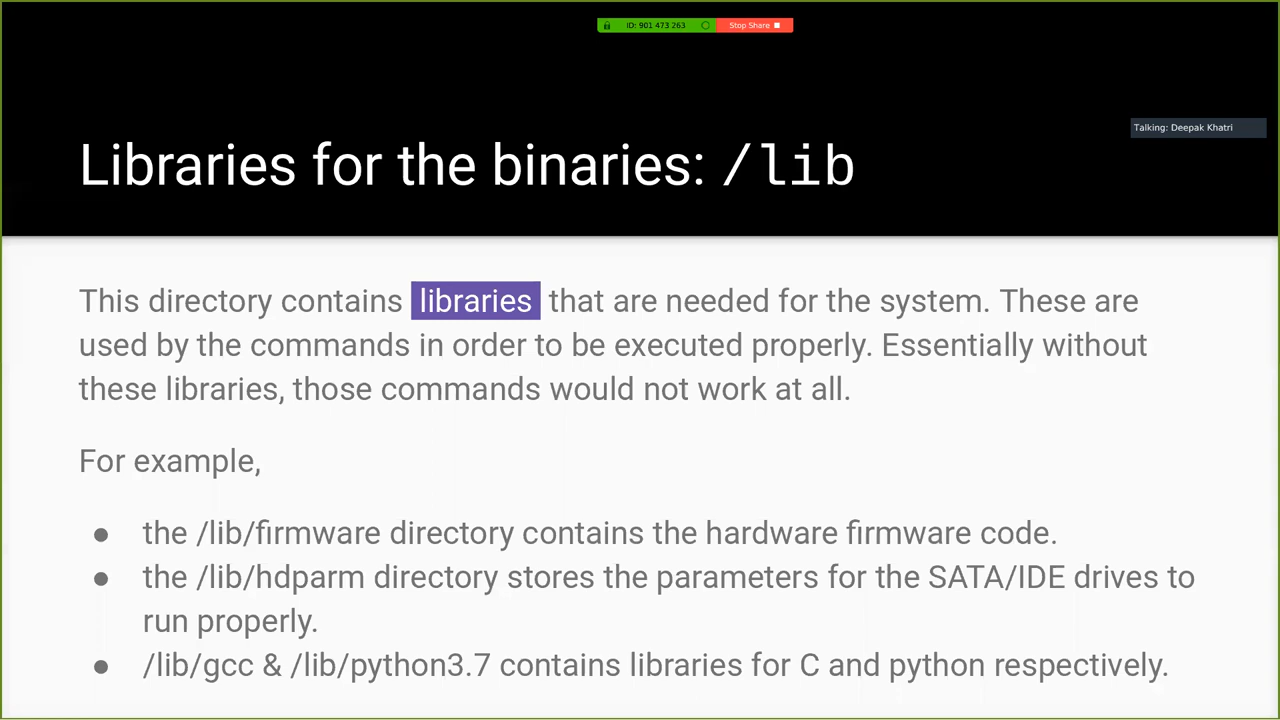 ID: 901 473 263 Stop Share
Talking: Deepak Khatri
Libraries for the binaries: /lib
This directory contains libraries that are needed for the system. These are
used by the commands in order to be executed properly. Essentially without
these libraries, those commands would not work at all.
For example,
● the /lib/firmware directory contains the hardware firmware code.
● the /lib/hdparm directory stores the parameters for the SATA/IDE drives to
run properly.
● /lib/gcc & /lib/python3.7 contains libraries for C and python respectively.